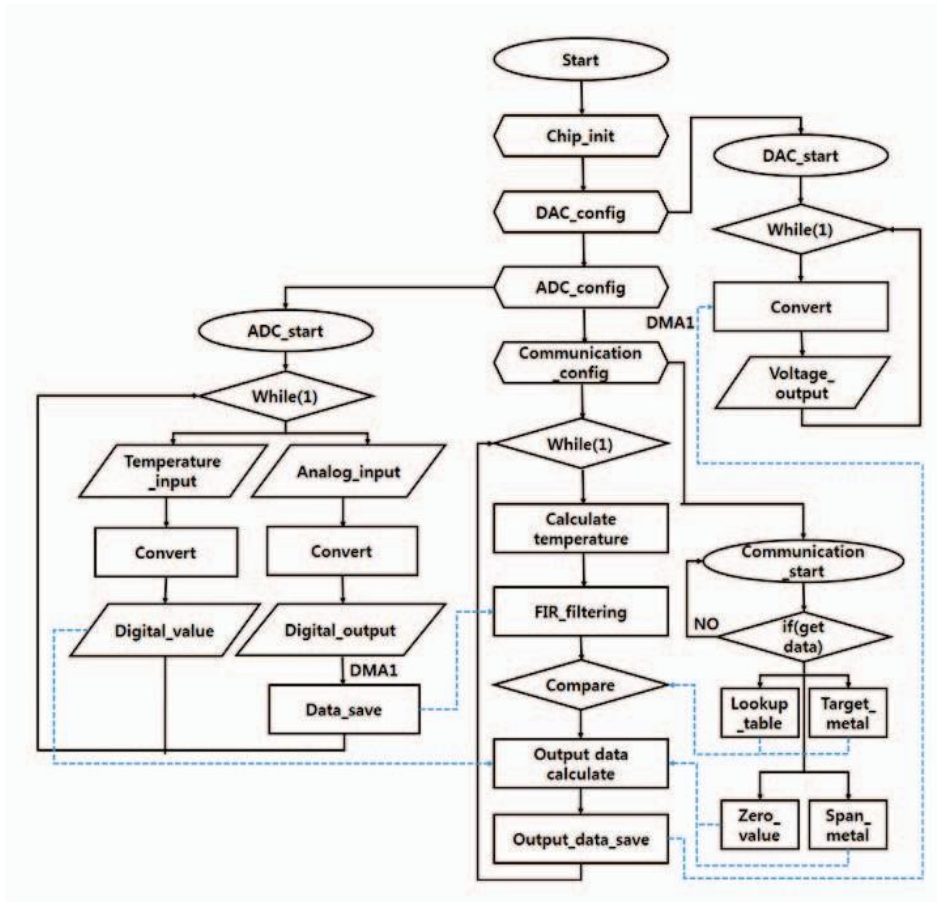 Start
Chip_init
DAC_start
DAC_config
While(1)
ADC_config
Convert
DMA1
ADC_start
Communication
_config
Voltage_
output
While(1)
While(1)
Temperature
_input
Analog_input
Calculate
temperature
Convert
Convert
Communication
_start
FIR_filtering
Digital_value
Digital_output
NO
if(get
data)
DMA1
Compare
Data_save
Lookup
_table
Target_
metal
Output data
calculate
Zero_
value
Span_
metal
Output_data_save